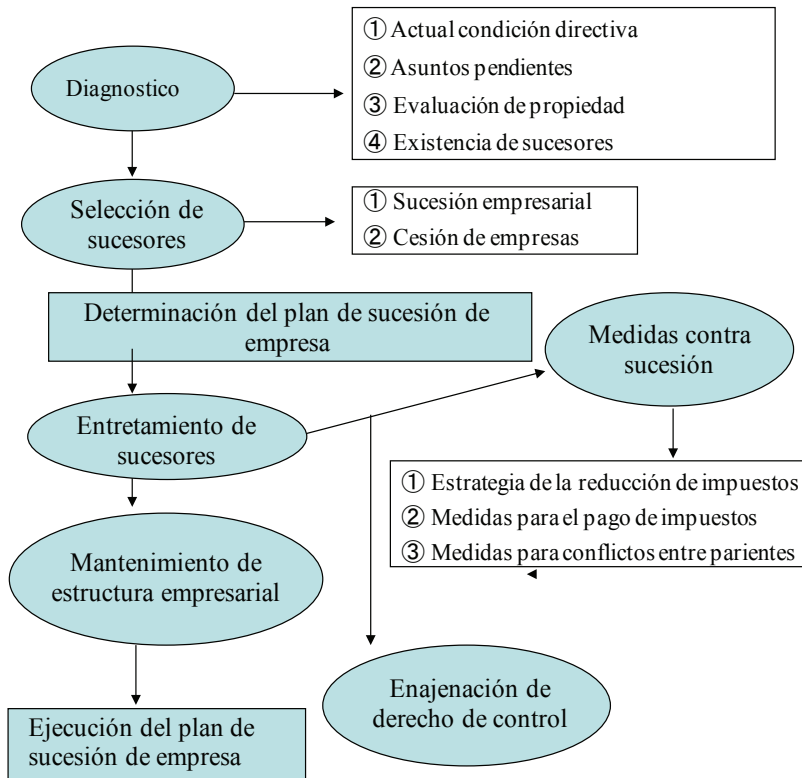 Diagnostico
① Actual condición directiva
② Asuntos pendientes
③ Evaluación de propiedad
④ Existencia de sucesores
Selección de
sucesores
① Sucesión empresarial
② Cesión de empresas
Determinación del plan de sucesión de
empresa
Medidas contra
sucesión
Entretamiento de
sucesores
① Estrategia de la reducción de impuestos
② Medidas para el pago de impuestos
③ Medidas para conflictos entre parientes
Mantenimiento de
estructura empresarial
Enajenación de
derecho de control
Ejecución del plan de
sucesión de empresa